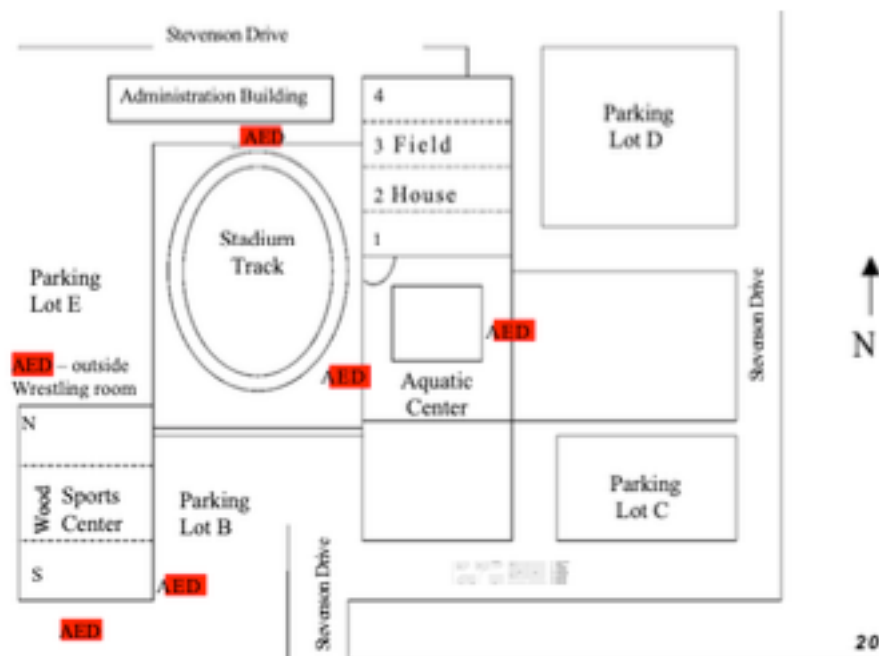 Stevenson Drive
Administration Building
AED
4
3 Field
2 House
1
Parking
Lot D
Stadium
Track
Parking
Lot E
AED
Stevenson Drive
N
AED – outside
Wrestling room
AED
Aquatic
Center
N
Wood
Sports
Center
S
Parking
Lot B
Parking
Lot C
AED
AED
Stevenson Drive
20